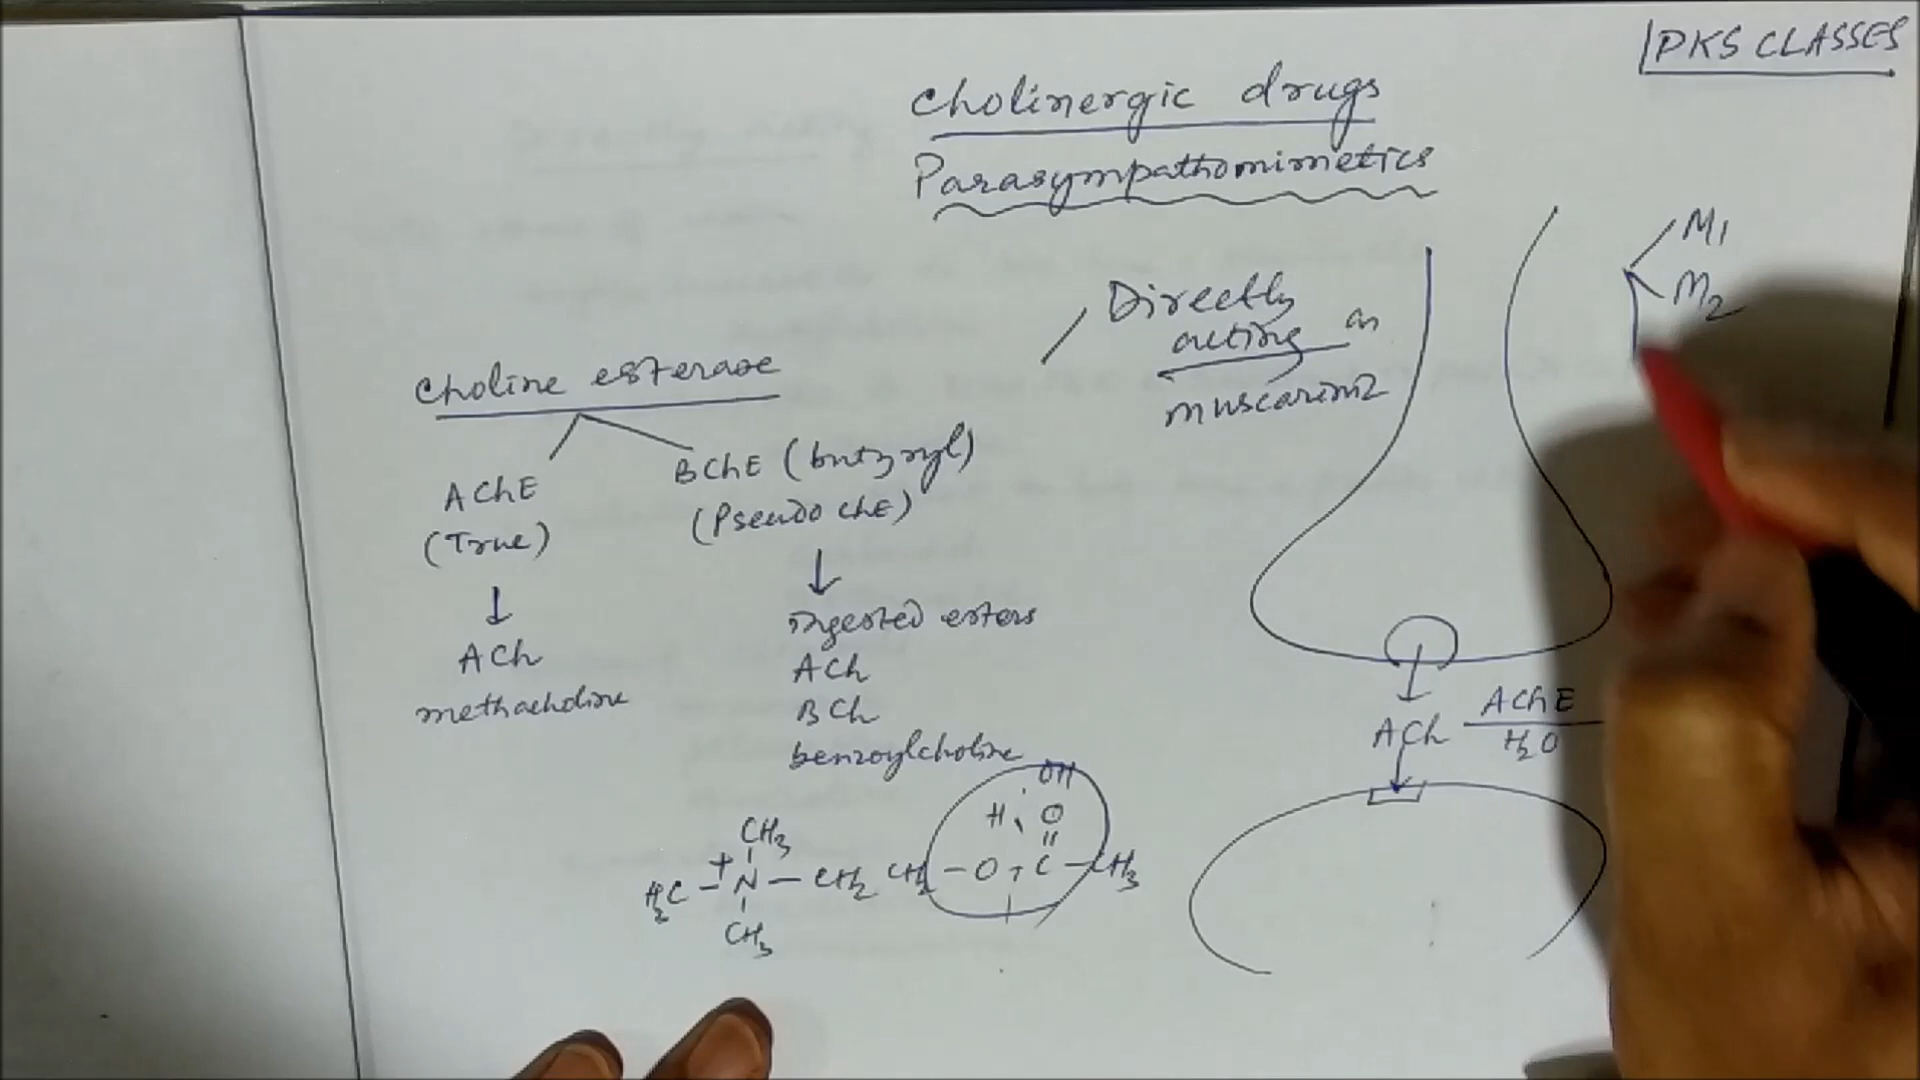 PKS CLASSES
Cholinergic drugs
Parasympathomimetics
Directly
acting on
muscarinic
M1
M2
Choline esterase
AChE
(True)
BChE (butyryl)
(Pseudo ChE)
ACh
methacholine
ingested esters
ACh
BCh
benzoylcholine
ACh AChE
H2O
OH
H O
CH3
H3C - N+ - CH2 CH2 - O - C - CH3
CH3